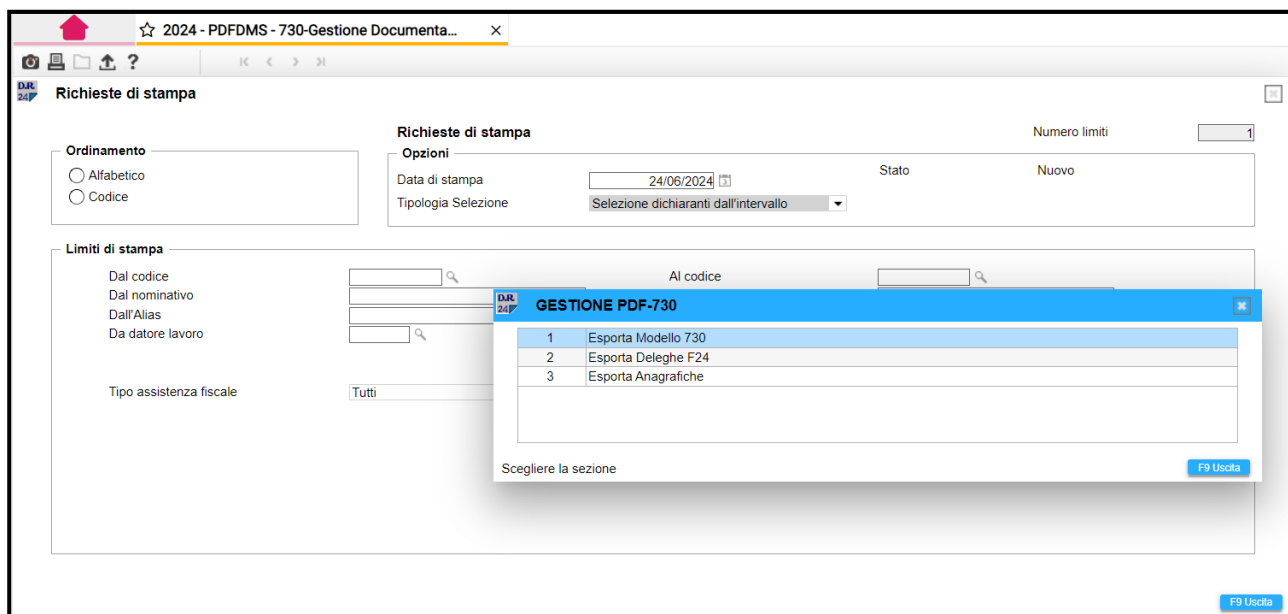 2024 - PDFDMS - 730-Gestione Documenta...
D.R. 24 Richieste di stampa
Richieste di stampa
Numero limiti 1
Ordinamento
Alfabetico
Codice
Opzioni
Data di stampa 24/06/2024
Stato Nuovo
Tipologia Selezione Selezione dichiaranti dall'intervallo
Limiti di stampa
Dal codice
Al codice
Dal nominativo
Dall'Alias
Da datore lavoro
Tipo assistenza fiscale Tutti
D.R. 24 GESTIONE PDF-730
1 Esporta Modello 730
2 Esporta Deleghe F24
3 Esporta Anagrafiche
Scegliere la sezione
F9 Uscita
F9 Uscita